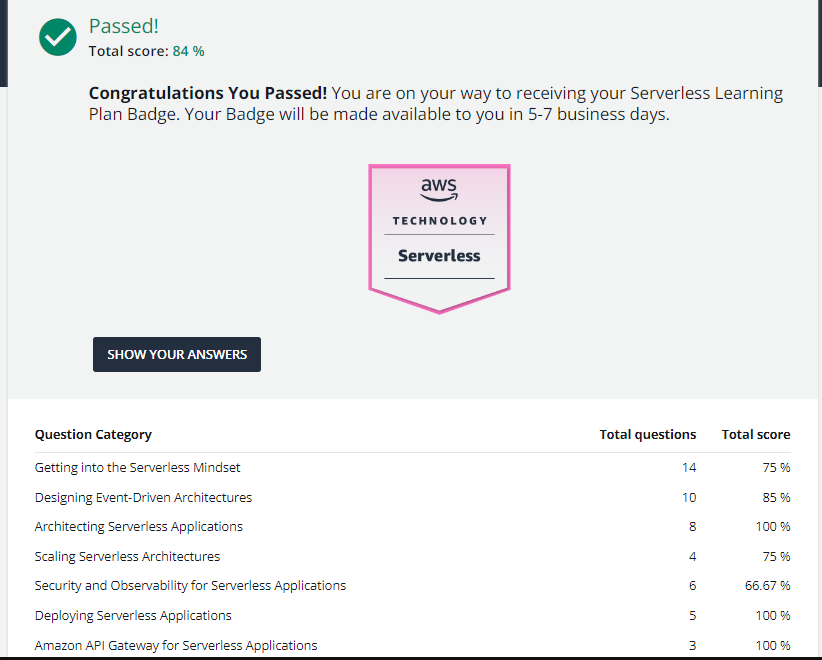 Passed!
Total score: 84 %
Congratulations You Passed! You are on your way to receiving your Serverless Learning
Plan Badge. Your Badge will be made available to you in 5-7 business days.
aws
TECHNOLOGY
Serverless
SHOW YOUR ANSWERS
Question Category Total questions Total score
Getting into the Serverless Mindset 14 75 %
Designing Event-Driven Architectures 10 85 %
Architecting Serverless Applications 8 100 %
Scaling Serverless Architectures 4 75 %
Security and Observability for Serverless Applications 6 66.67 %
Deploying Serverless Applications 5 100 %
Amazon API Gateway for Serverless Applications 3 100 %